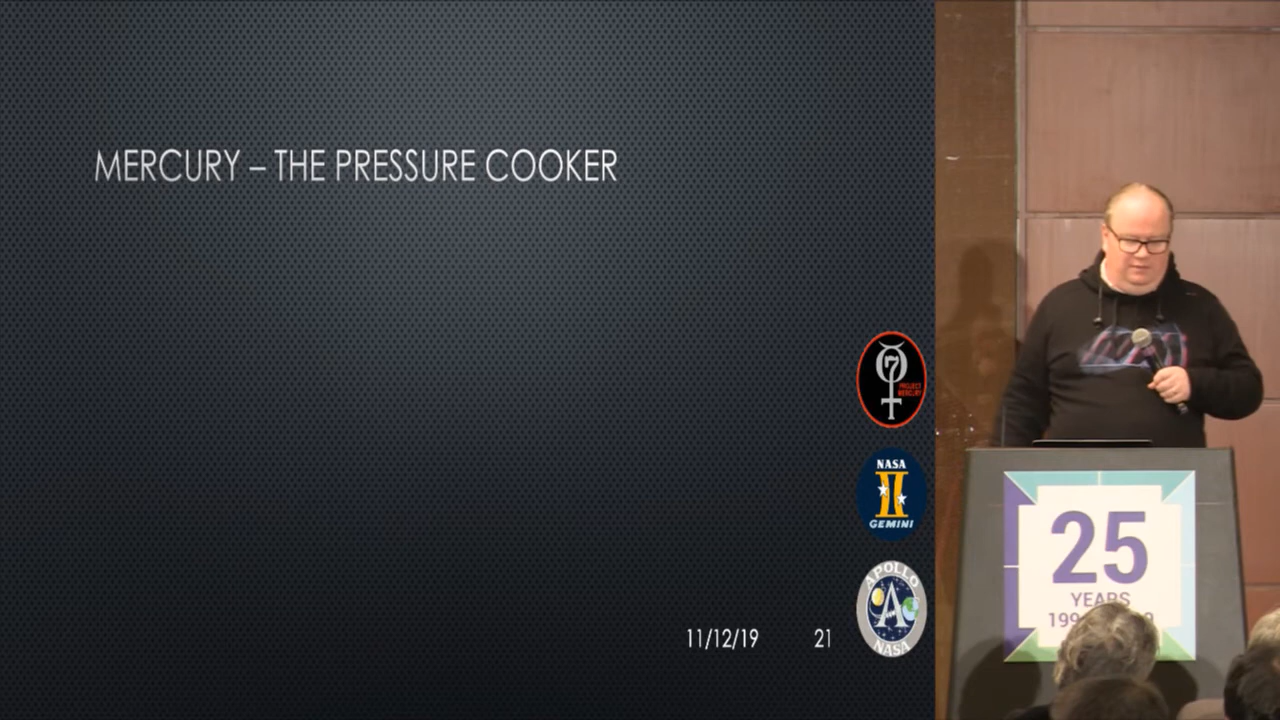 MERCURY – THE PRESSURE COOKER
7
PROJECT
MERCURY
NASA
II
GEMINI
APOLLO
A
NASA
11/12/19
21
25
YEARS